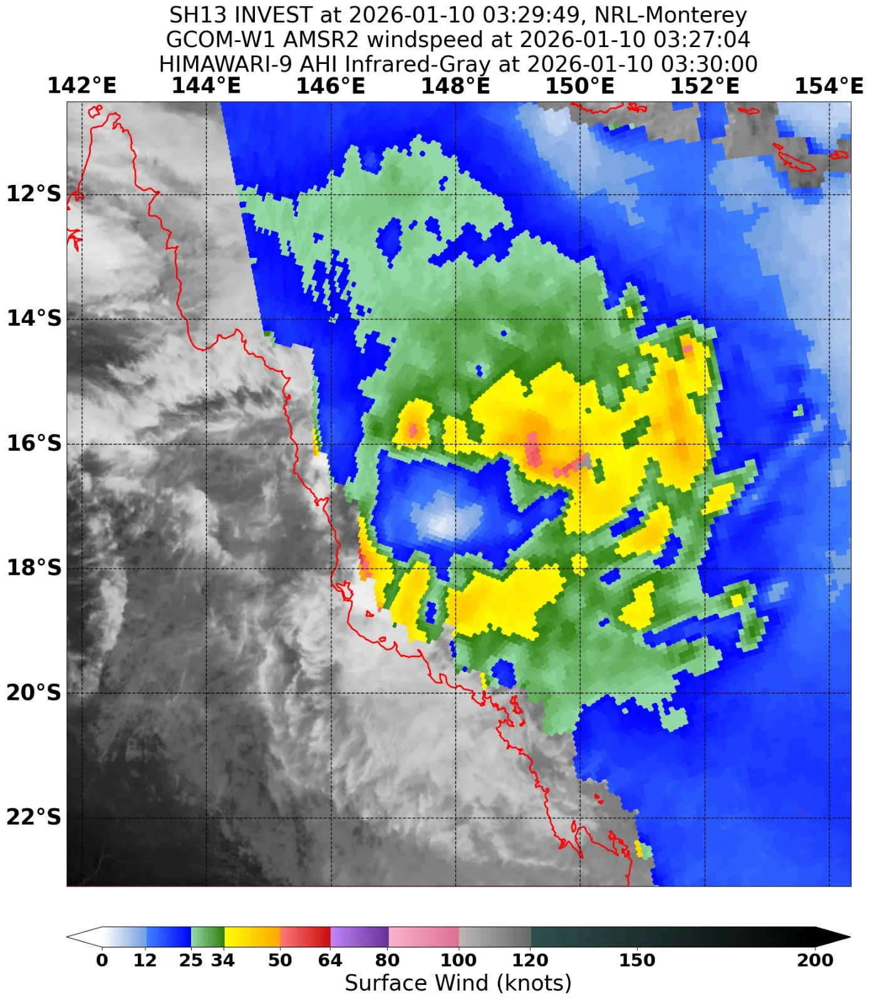 SH13 INVEST at 2026-01-10 03:29:49, NRL-Monterey
GCOM-W1 AMSR2 windspeed at 2026-01-10 03:27:04
HIMAWARI-9 AHI Infrared-Gray at 2026-01-10 03:30:00
142°E 144°E 146°E 148°E 150°E 152°E 154°E
12°S
14°S
16°S
18°S
20°S
22°S
0 12 25 34 50 64 80 100 120 150 200
Surface Wind (knots)